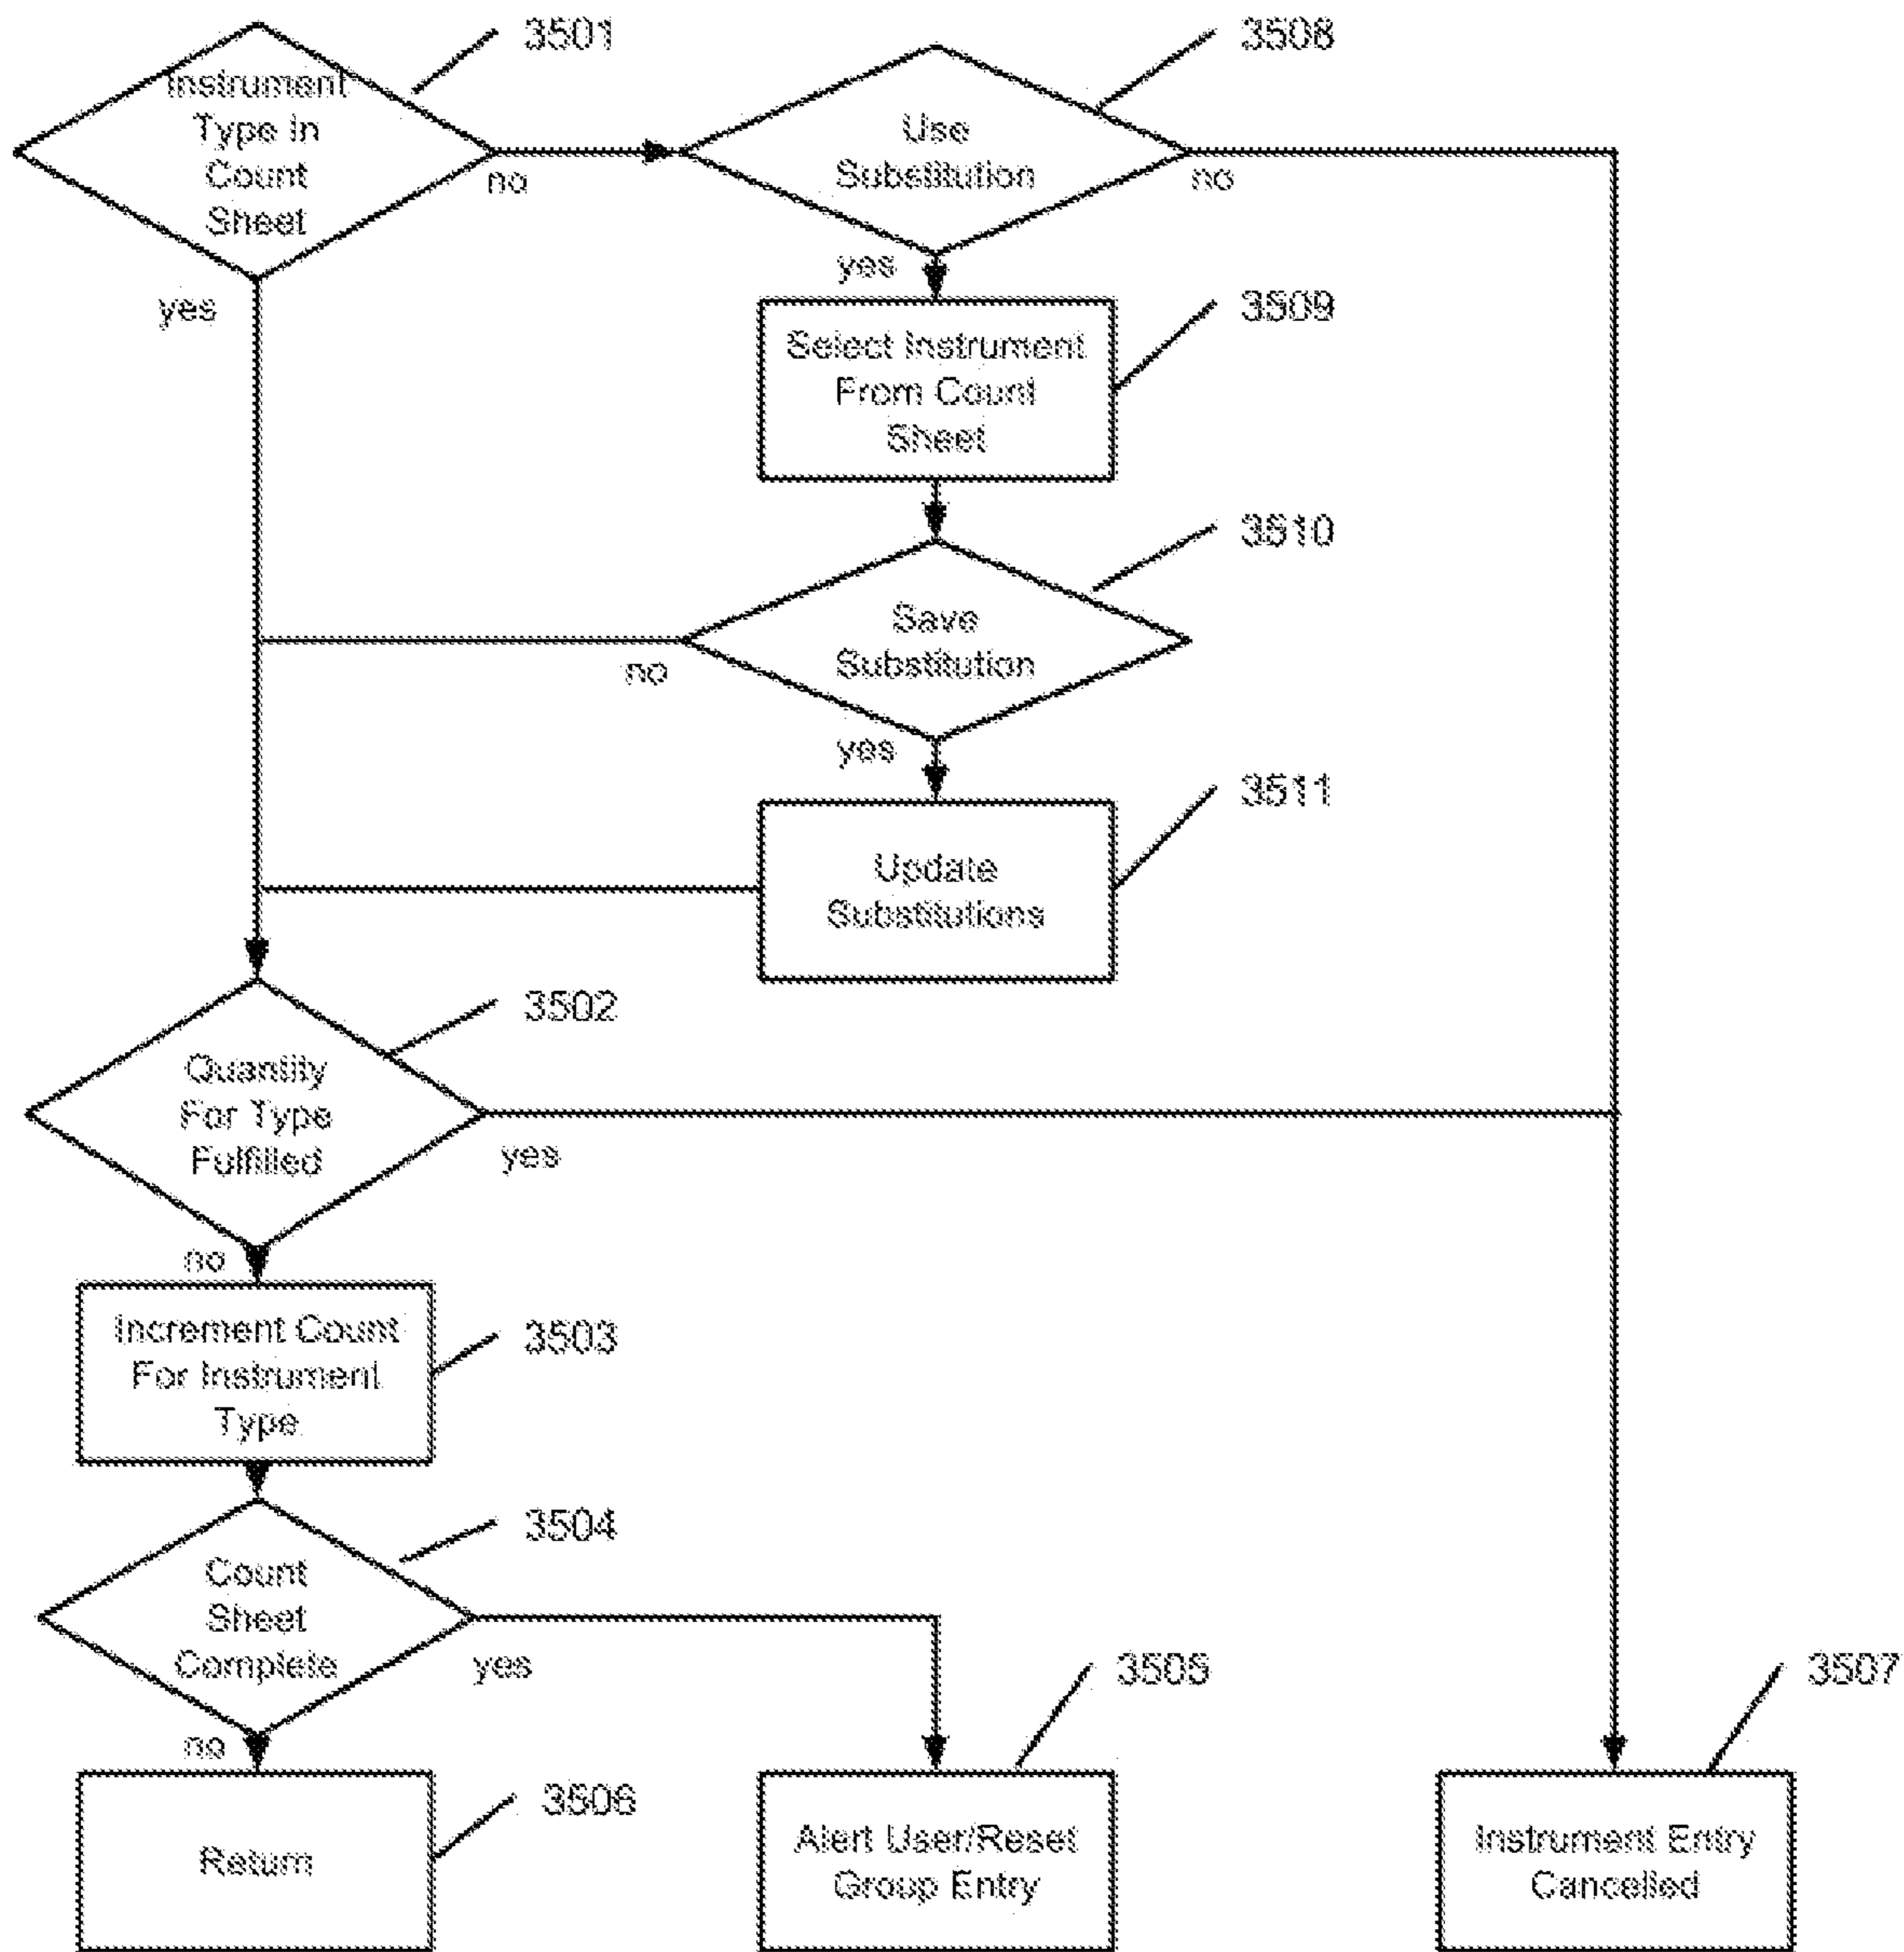 3501
Instrument
Type in
Count
Sheet
no
yes
3508
Use
Substitution
no
yes
3509
Select Instrument
From Count
Sheet
3510
Save
Substitution
no
yes
3511
Update
Substitutions
3502
Quantity
For Type
Fulfilled
yes
no
3503
Increment Count
For Instrument
Type
3504
Count
Sheet
Complete
yes
no
3506
Return
3505
Alert User/Reset
Group Entry
3507
Instrument Entry
Cancelled